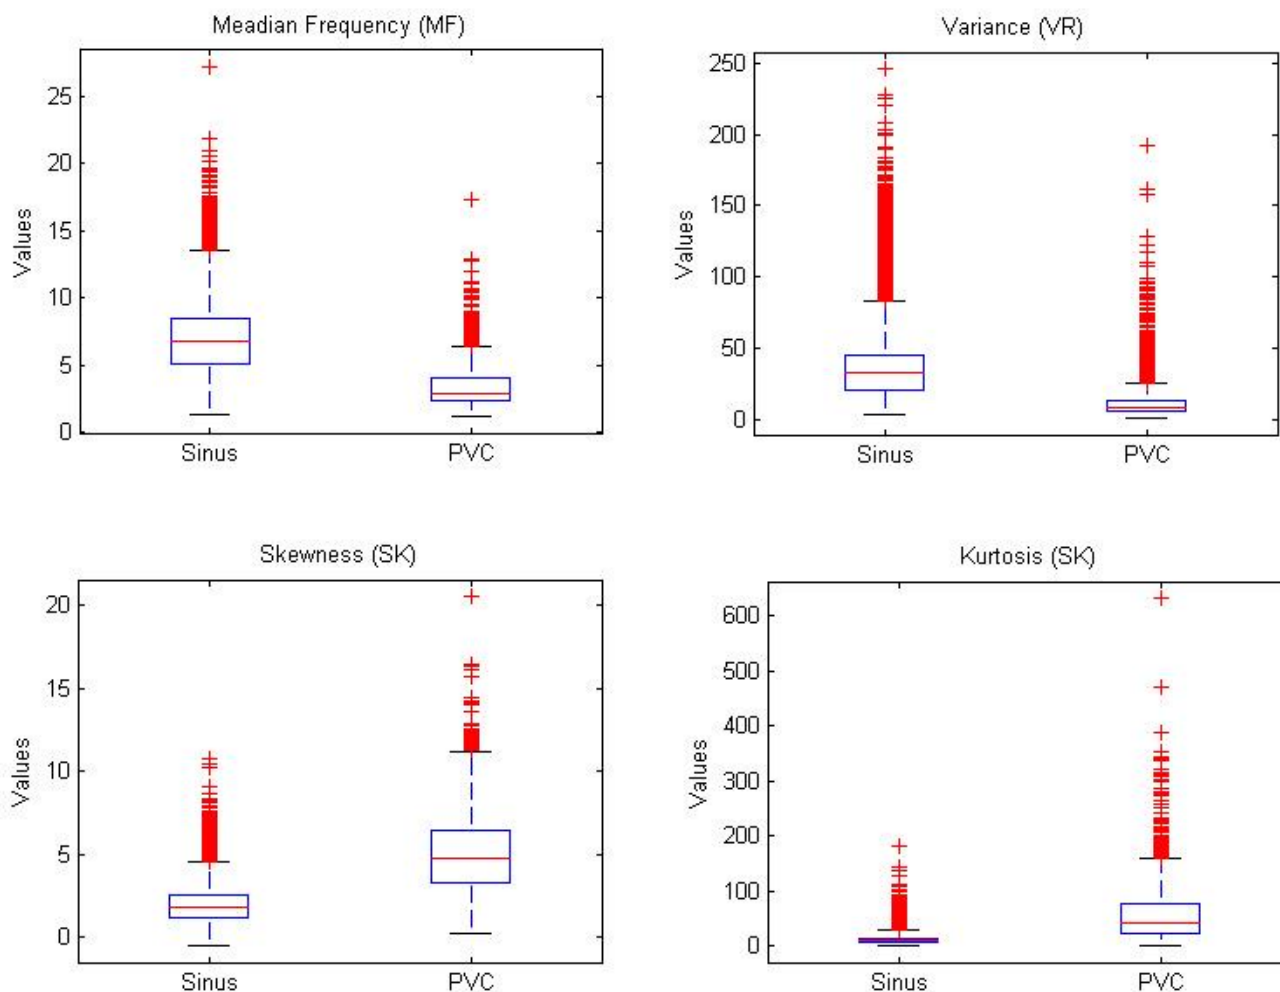 Meadian Frequency (MF)
25
20
15
10
5
0
Values
Sinus
PVC
Variance (VR)
250
200
150
100
50
0
Values
Sinus
PVC
Skewness (SK)
20
15
10
5
0
Values
Sinus
PVC
Kurtosis (SK)
600
500
400
300
200
100
0
Values
Sinus
PVC